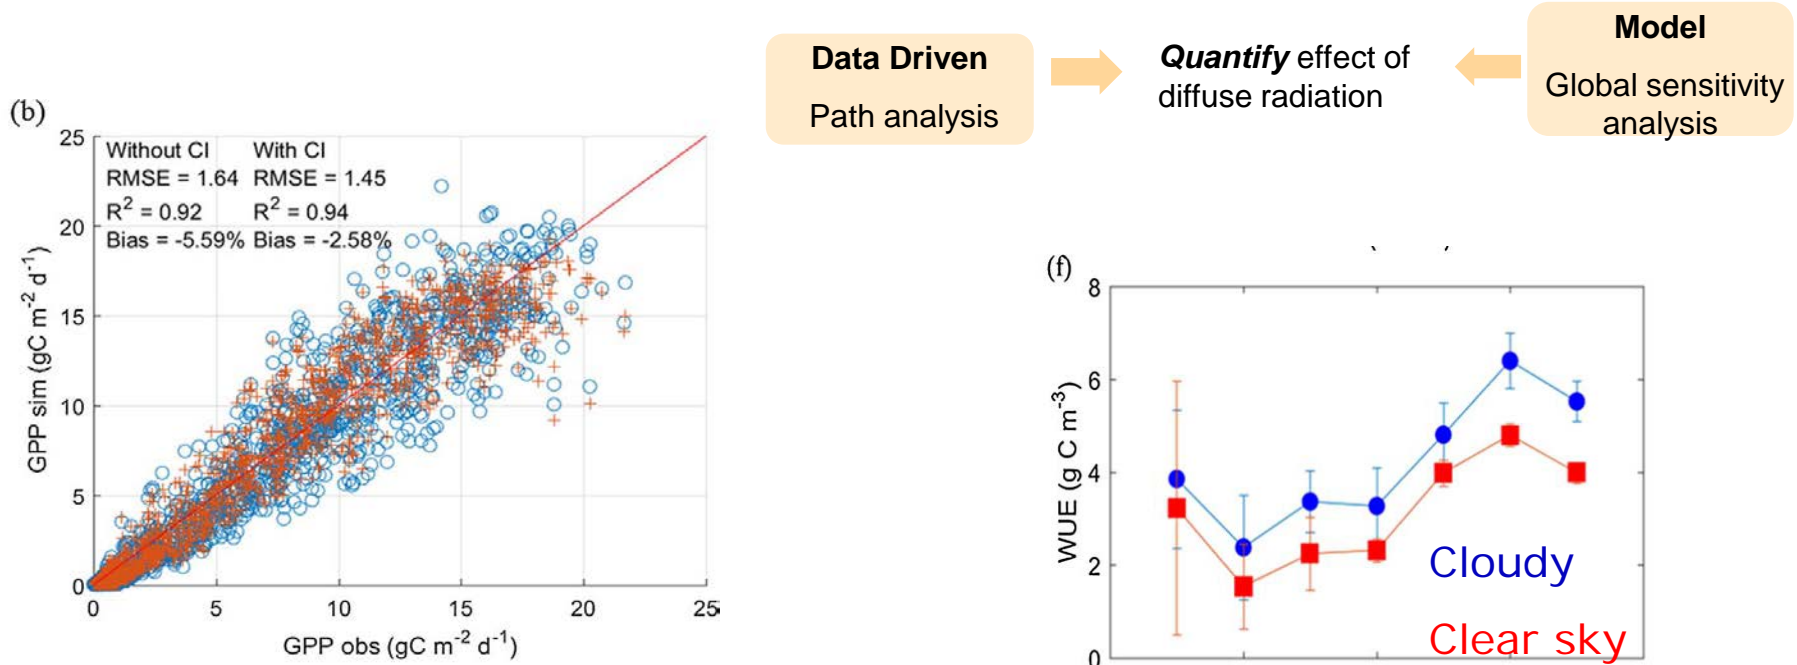 Data Driven
Path analysis
Quantify effect of
diffuse radiation
Model
Global sensitivity
analysis
(b)
Without CI With CI
RMSE = 1.64 RMSE = 1.45
R² = 0.92 R² = 0.94
Bias = -5.59% Bias = -2.58%
25
20
15
10
5
0
GPP sim (gC m⁻² d⁻¹)
0 5 10 15 20 25
GPP obs (gC m⁻² d⁻¹)
(f)
8
6
4
2
0
WUE (g C m⁻³)
Cloudy
Clear sky